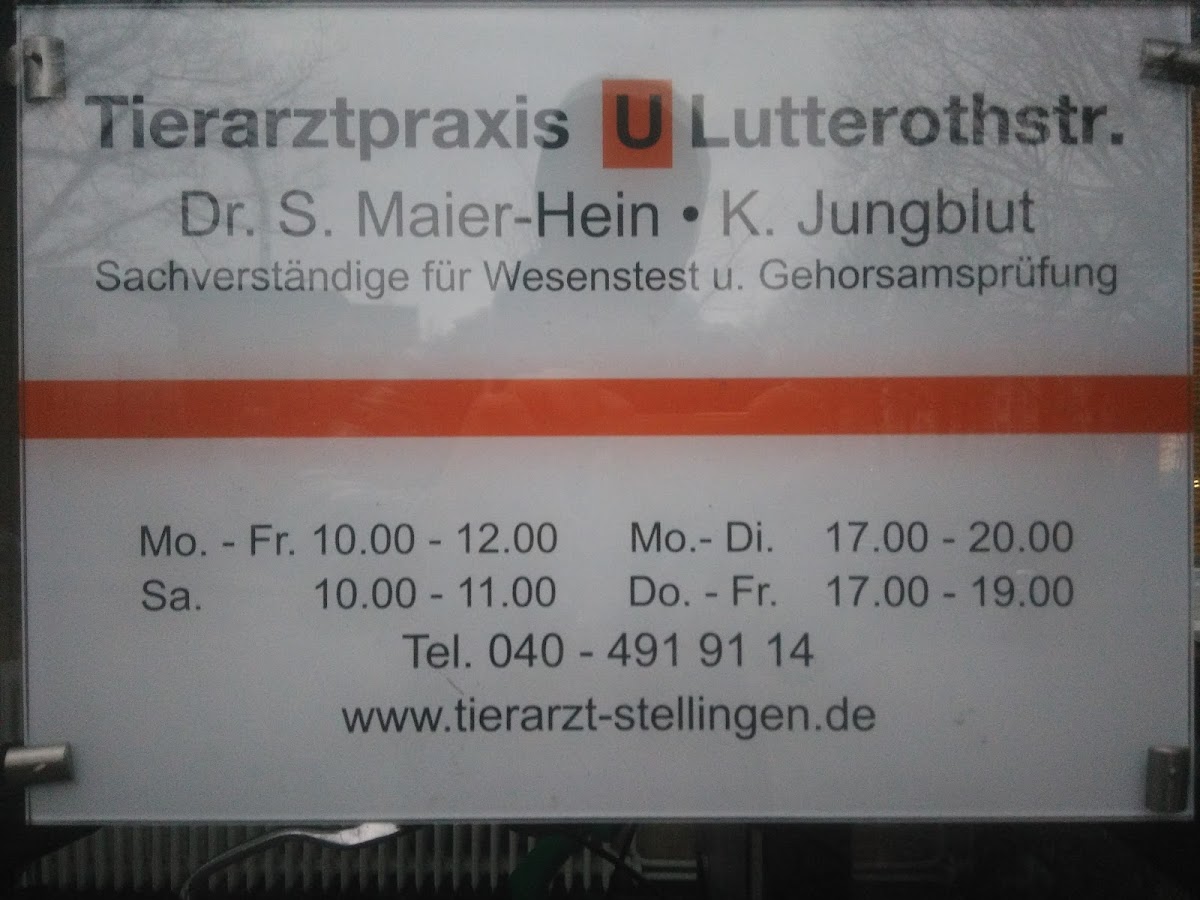 Tierarztpraxis U Lutterothstr.
Dr. S. Maier-Hein • K. Jungblut
Sachverständige für Wesenstest u. Gehorsamsprüfung
Mo. - Fr. 10.00 - 12.00 Mo.- Di. 17.00 - 20.00
Sa. 10.00 - 11.00 Do. - Fr. 17.00 - 19.00
Tel. 040 - 491 91 14
www.tierarzt-stellingen.de